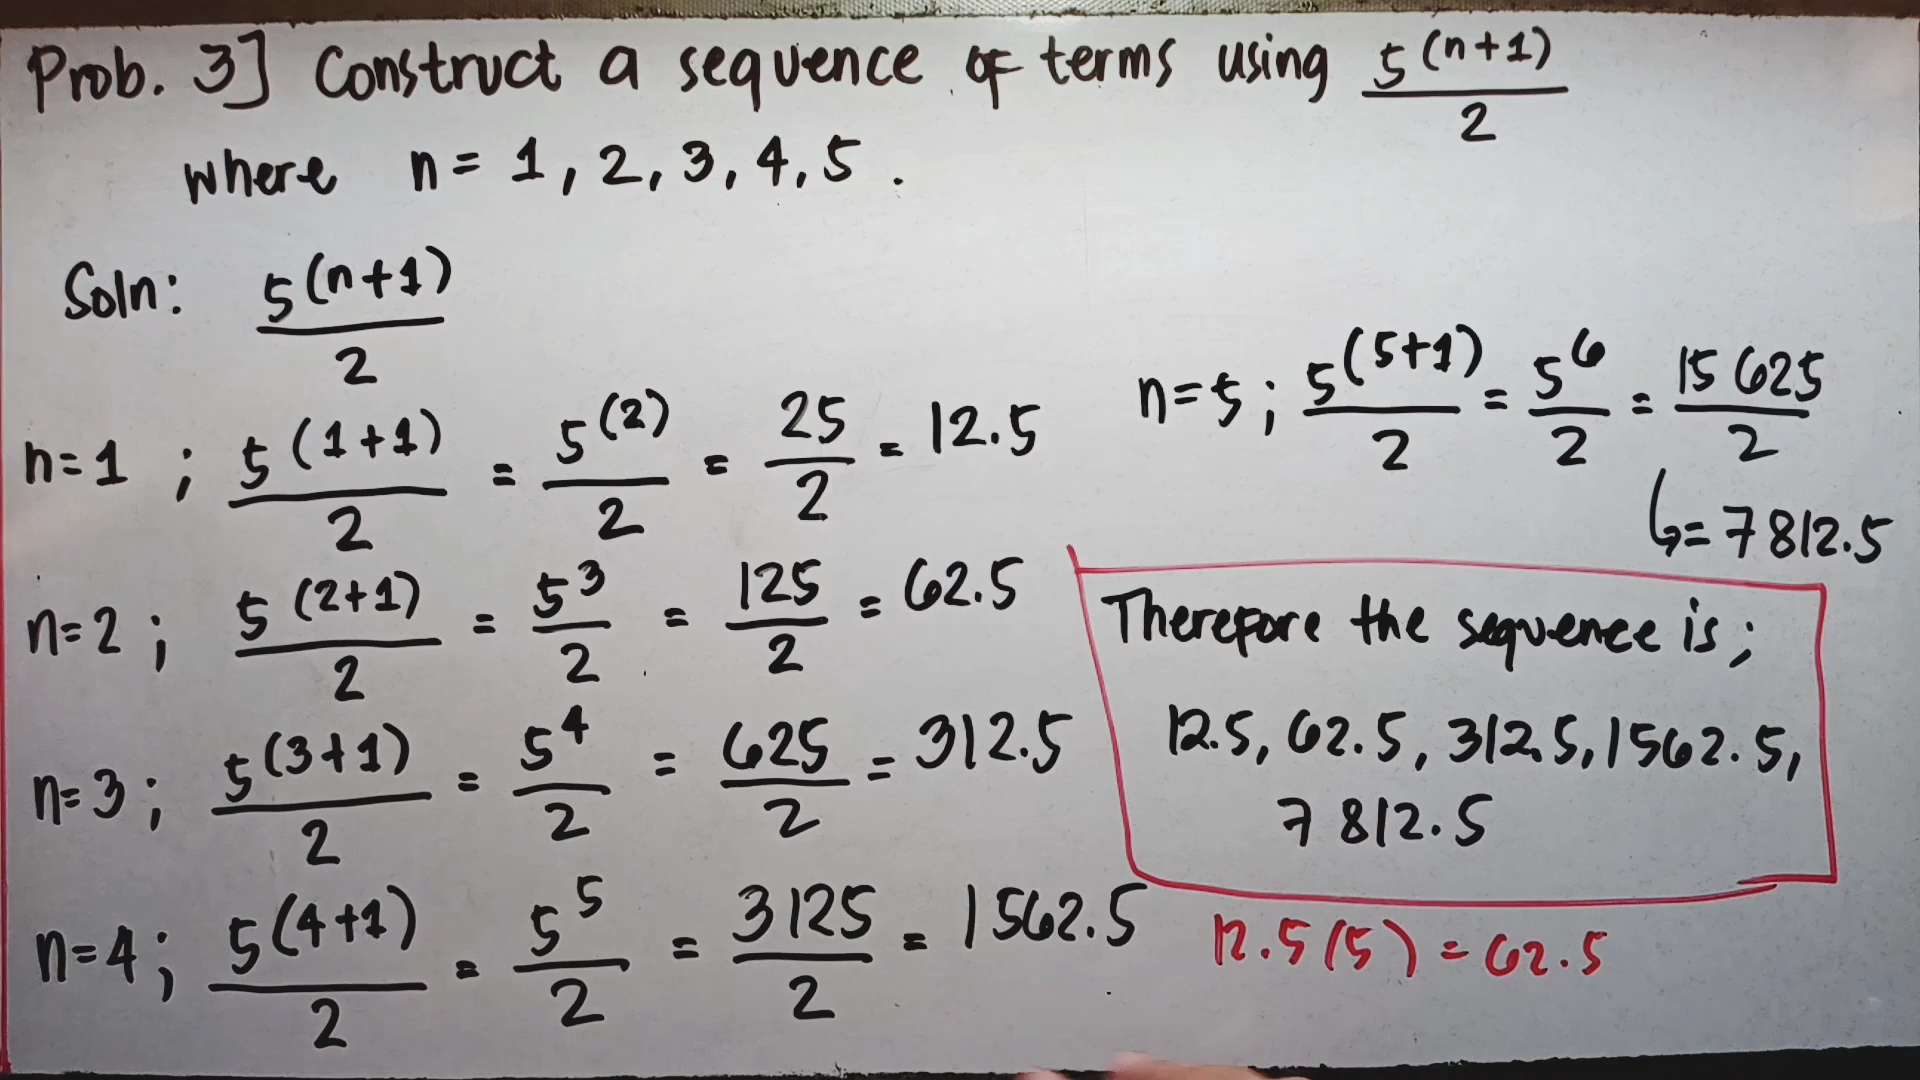 Prob. 3] Construct a sequence of terms using 5^(n+1)/2
where n = 1, 2, 3, 4, 5.
Soln: 5^(n+1)/2
n=1 ; 5^(1+1)/2 = 5^(2)/2 = 25/2 = 12.5
n=2 ; 5^(2+1)/2 = 5^3/2 = 125/2 = 62.5
n=3 ; 5^(3+1)/2 = 5^4/2 = 625/2 = 312.5
n=4 ; 5^(4+1)/2 = 5^5/2 = 3125/2 = 1562.5
n=5 ; 5^(5+1)/2 = 5^6/2 = 15625/2
↳= 7812.5
Therefore the sequence is;
12.5, 62.5, 312.5, 1562.5,
7812.5
12.5(5) = 62.5